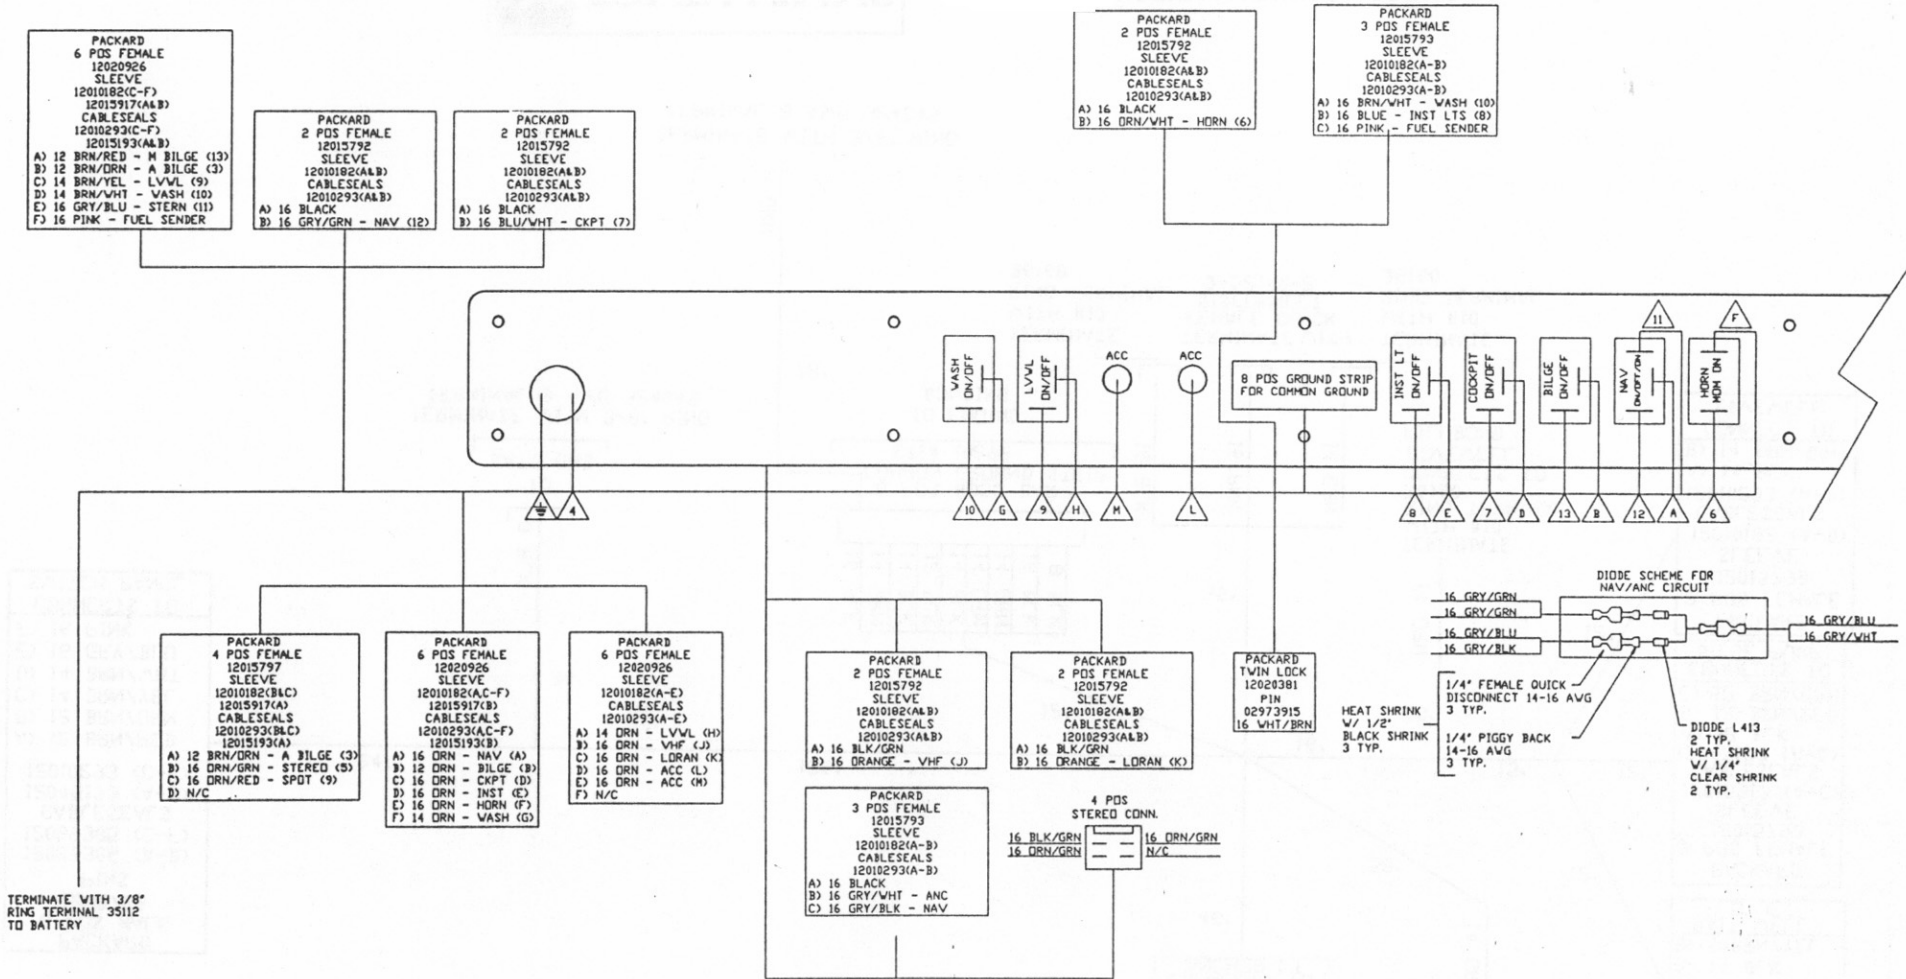 PACKARD
6 POS FEMALE
12020926
SLEEVE
12010182(C-F)
12015917(A&B)
CABLESEALS
12010293(C-F)
12015193(A&B)
A) 12 BRN/RED - M BILGE (13)
B) 12 BRN/ORN - A BILGE (3)
C) 14 BRN/YEL - LVWL (9)
D) 14 BRN/WHT - WASH (10)
E) 16 GRY/BLU - STERN (11)
F) 16 PINK - FUEL SENDER
PACKARD
2 POS FEMALE
12015792
SLEEVE
12010182(A&B)
CABLESEALS
12010293(A&B)
A) 16 BLACK
B) 16 GRY/GRN - NAV (12)
PACKARD
2 POS FEMALE
12015792
SLEEVE
12010182(A&B)
CABLESEALS
12010293(A&B)
A) 16 BLACK
B) 16 BLU/WHT - CKPT (7)
PACKARD
2 POS FEMALE
12015792
SLEEVE
12010182(A&B)
CABLESEALS
12010293(A&B)
A) 16 BLACK
B) 16 ORN/WHT - HORN (6)
PACKARD
3 POS FEMALE
12015793
SLEEVE
12010182(A-B)
CABLESEALS
12010293(A-B)
A) 16 BRN/WHT - WASH (10)
B) 16 BLUE - INST LTS (8)
C) 16 PINK - FUEL SENDER
WASH
ON/OFF
LVWL
ON/OFF
ACC
ACC
8 POS GROUND STRIP
FOR COMMON GROUND
INST LT
ON/OFF
COCKPIT
ON/OFF
BILGE
ON/OFF
NAV
ON/OFF/ON
HORN
MOM ON
11
F
4
10
G
9
H
M
L
8
E
7
D
13
B
12
A
6
PACKARD
4 POS FEMALE
12015797
SLEEVE
12010182(B&C)
12015917(A)
CABLESEALS
12010293(B&C)
12015193(A)
A) 12 BRN/ORN - A BILGE (3)
B) 16 ORN/GRN - STEREO (5)
C) 16 ORN/RED - SPOT (9)
D) N/C
PACKARD
6 POS FEMALE
12020926
SLEEVE
12010182(A,C-F)
12015917(B)
CABLESEALS
12010293(A,C-F)
12015193(B)
A) 16 ORN - NAV (A)
B) 12 ORN - BILGE (B)
C) 16 ORN - CKPT (D)
D) 16 ORN - INST (E)
E) 16 ORN - HORN (F)
F) 14 ORN - WASH (G)
PACKARD
6 POS FEMALE
12020926
SLEEVE
12010182(A-E)
CABLESEALS
12010293(A-E)
A) 14 ORN - LVWL (H)
B) 16 ORN - VHF (J)
C) 16 ORN - LORAN (K)
D) 16 ORN - ACC (L)
E) 16 ORN - ACC (M)
F) N/C
PACKARD
2 POS FEMALE
12015792
SLEEVE
12010182(A&B)
CABLESEALS
12010293(A&B)
A) 16 BLK/GRN
B) 16 ORANGE - VHF (J)
PACKARD
2 POS FEMALE
12015792
SLEEVE
12010182(A&B)
CABLESEALS
12010293(A&B)
A) 16 BLK/GRN
B) 16 ORANGE - LORAN (K)
PACKARD
TWIN LOCK
12020381
PIN
02973915
16 WHT/BRN
DIODE SCHEME FOR
NAV/ANC CIRCUIT
16 GRY/GRN
16 GRY/GRN
16 GRY/BLU
16 GRY/BLK
16 GRY/BLU
16 GRY/WHT
HEAT SHRINK
W/ 1/2"
BLACK SHRINK
3 TYP.
1/4" FEMALE QUICK
DISCONNECT 14-16 AWG
3 TYP.
1/4" PIGGY BACK
14-16 AWG
3 TYP.
DIODE L413
2 TYP.
HEAT SHRINK
W/ 1/4"
CLEAR SHRINK
2 TYP.
PACKARD
3 POS FEMALE
12015793
SLEEVE
12010182(A-B)
CABLESEALS
12010293(A-B)
A) 16 BLACK
B) 16 GRY/WHT - ANC
C) 16 GRY/BLK - NAV
4 POS
STEREO CONN.
16 BLK/GRN
16 ORN/GRN
16 ORN/GRN
N/C
TERMINATE WITH 3/8"
RING TERMINAL 35112
TO BATTERY